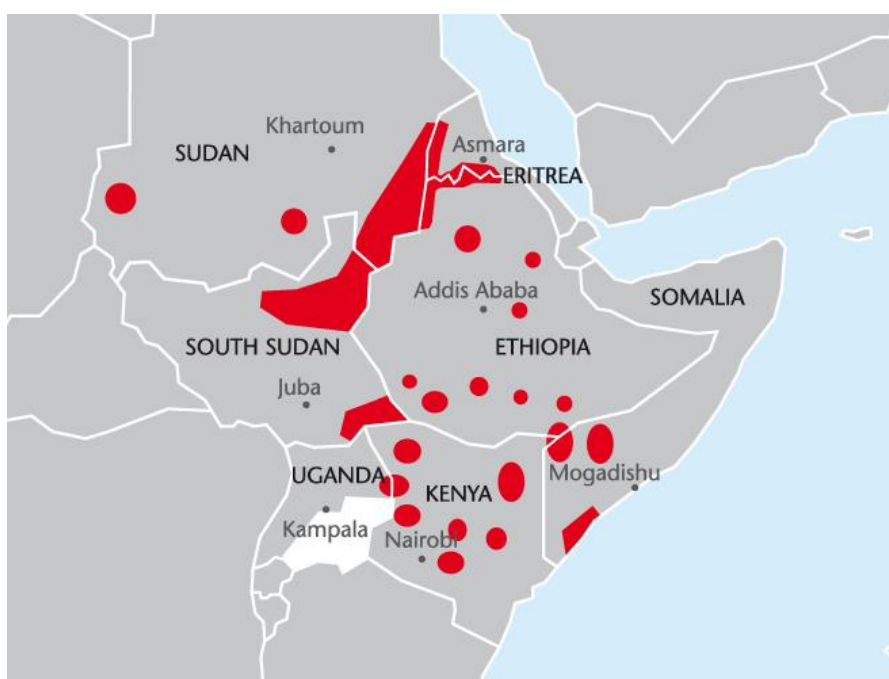 Khartoum
SUDAN
Asmara
ERITREA
Addis Ababa
SOMALIA
SOUTH SUDAN
ETHIOPIA
Juba
UGANDA
KENYA
Mogadishu
Kampala
Nairobi